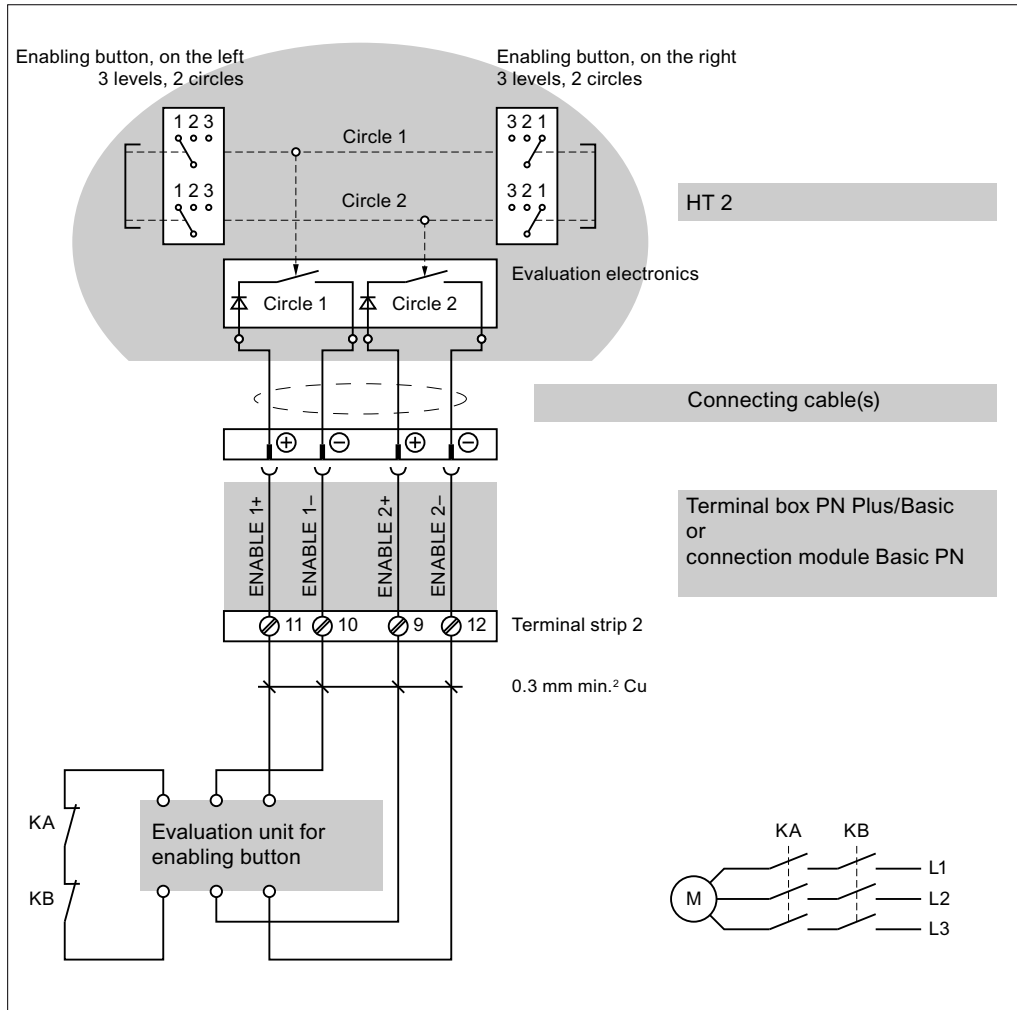 Enabling button, on the left
3 levels, 2 circles
Enabling button, on the right
3 levels, 2 circles
1 2 3
Circle 1
3 2 1
1 2 3
Circle 2
3 2 1
HT 2
Evaluation electronics
Circle 1
Circle 2
Connecting cable(s)
+
−
+
−
ENABLE 1+
ENABLE 1–
ENABLE 2+
ENABLE 2–
Terminal box PN Plus/Basic
or
connection module Basic PN
11
10
9
12
Terminal strip 2
0.3 mm min.² Cu
KA
KB
Evaluation unit for
enabling button
KA
KB
M
L1
L2
L3